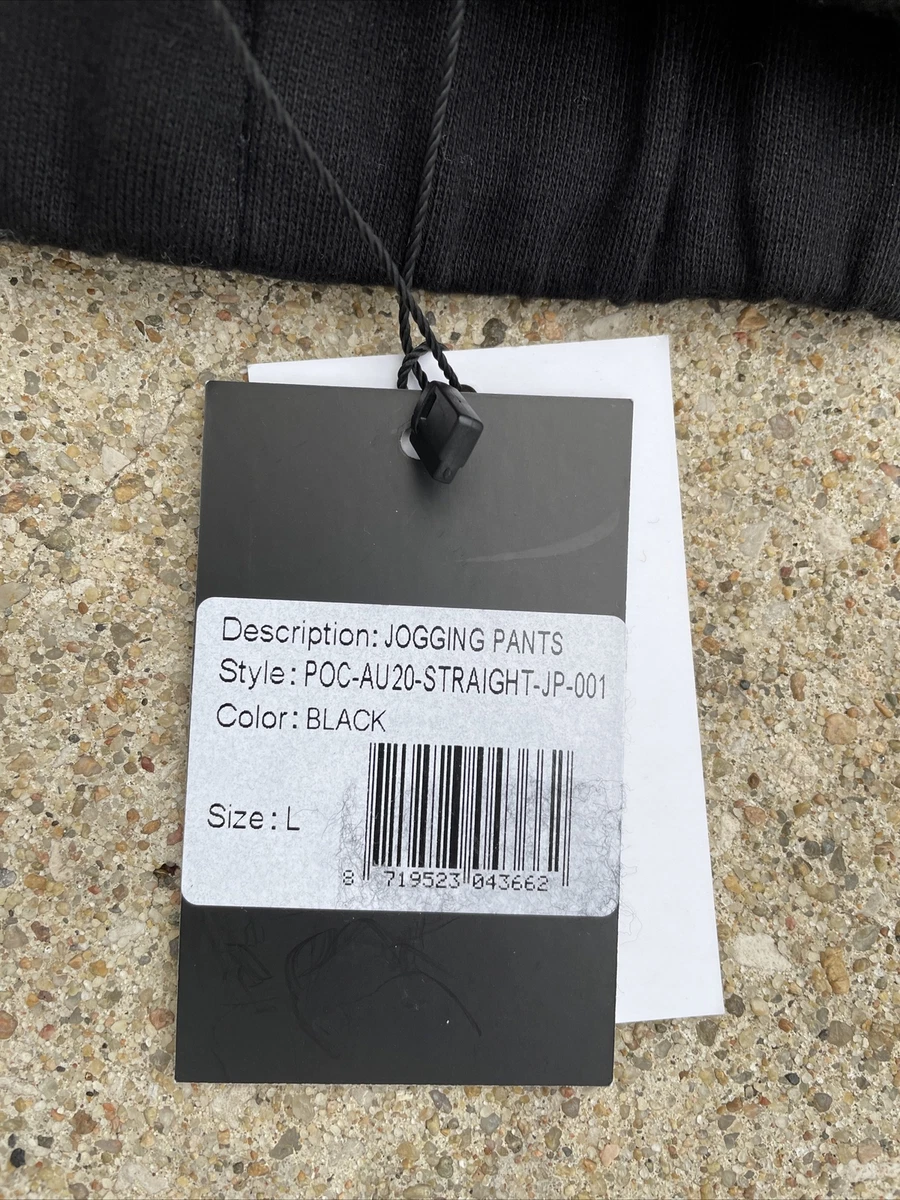 Description: JOGGING PANTS
Style: POC-AU20-STRAIGHT-JP-001
Color: BLACK
Size: L
8 719523 043662